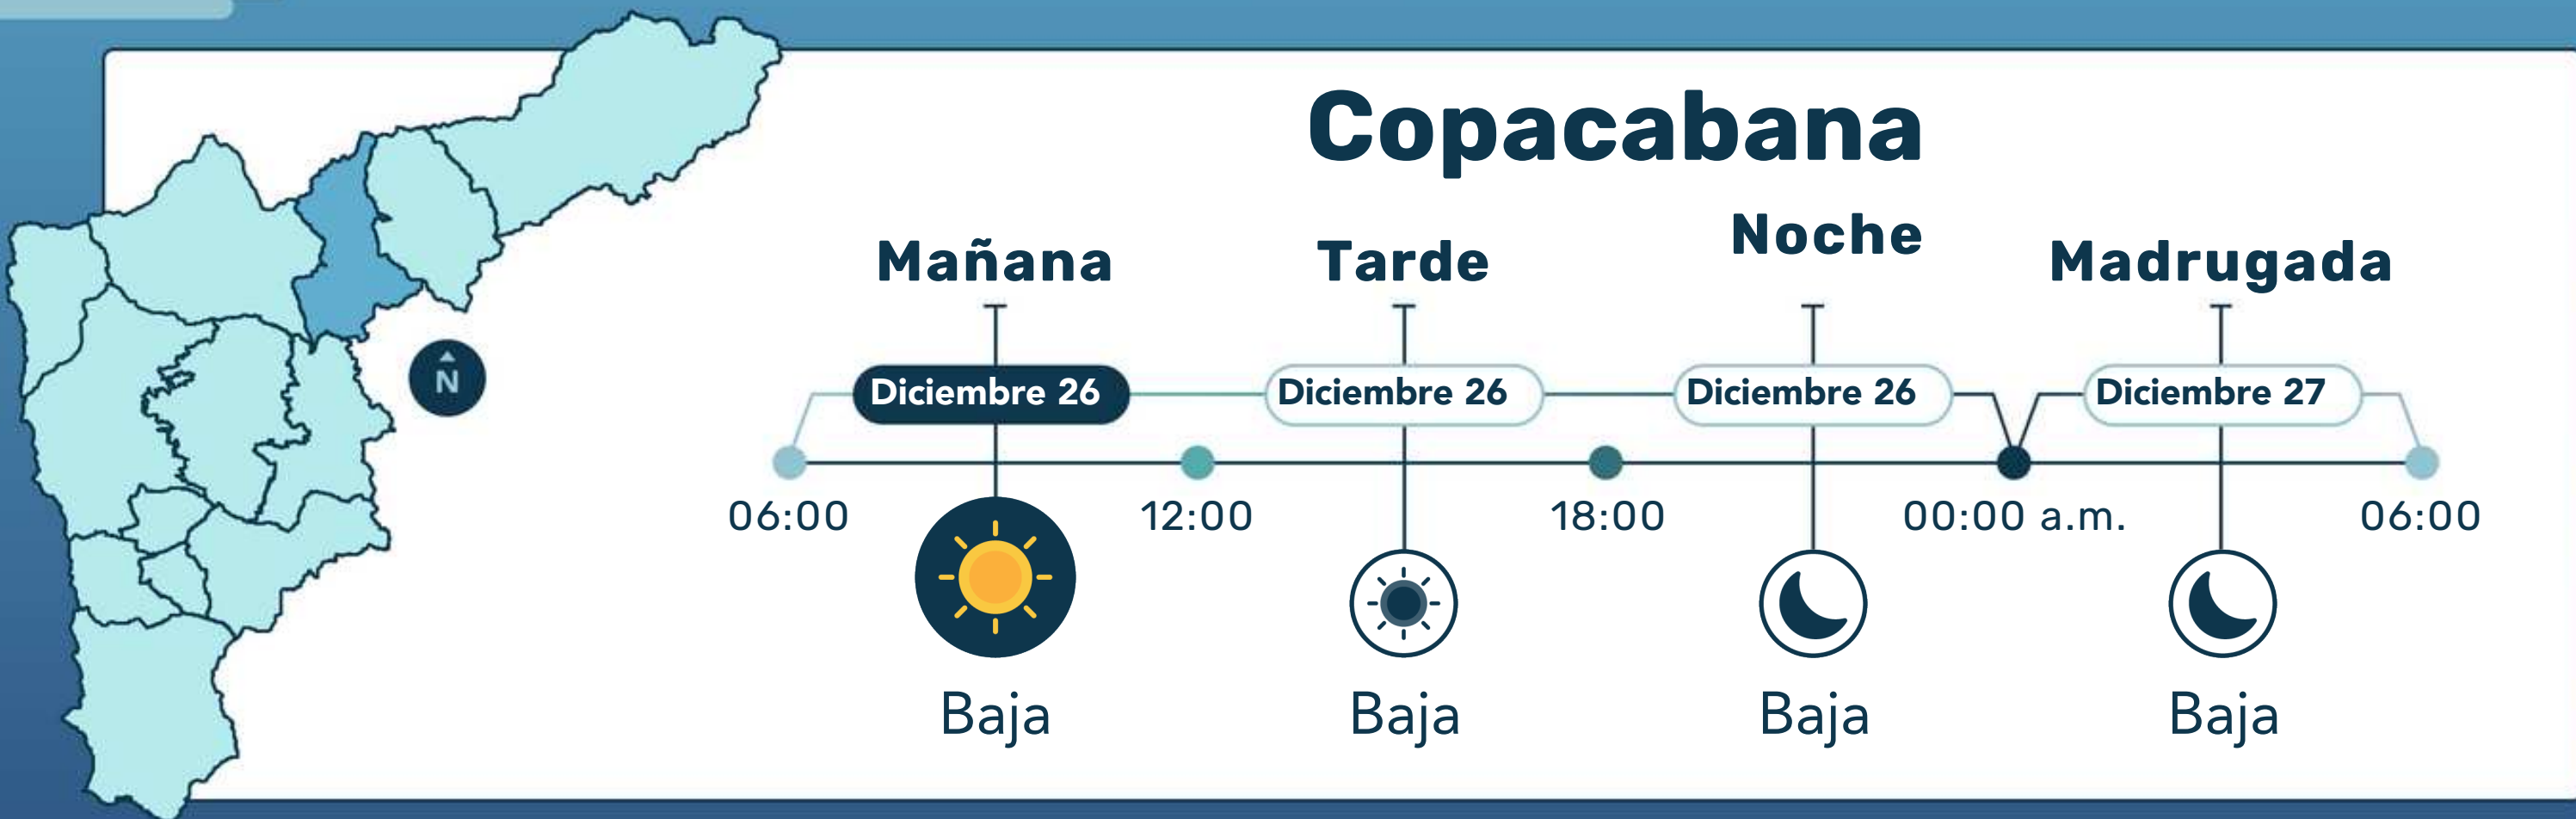 Copacabana
Mañana
Tarde
Noche
Madrugada
Diciembre 26
Diciembre 26
Diciembre 26
Diciembre 27
N
06:00
12:00
18:00
00:00 a.m.
06:00
Baja
Baja
Baja
Baja